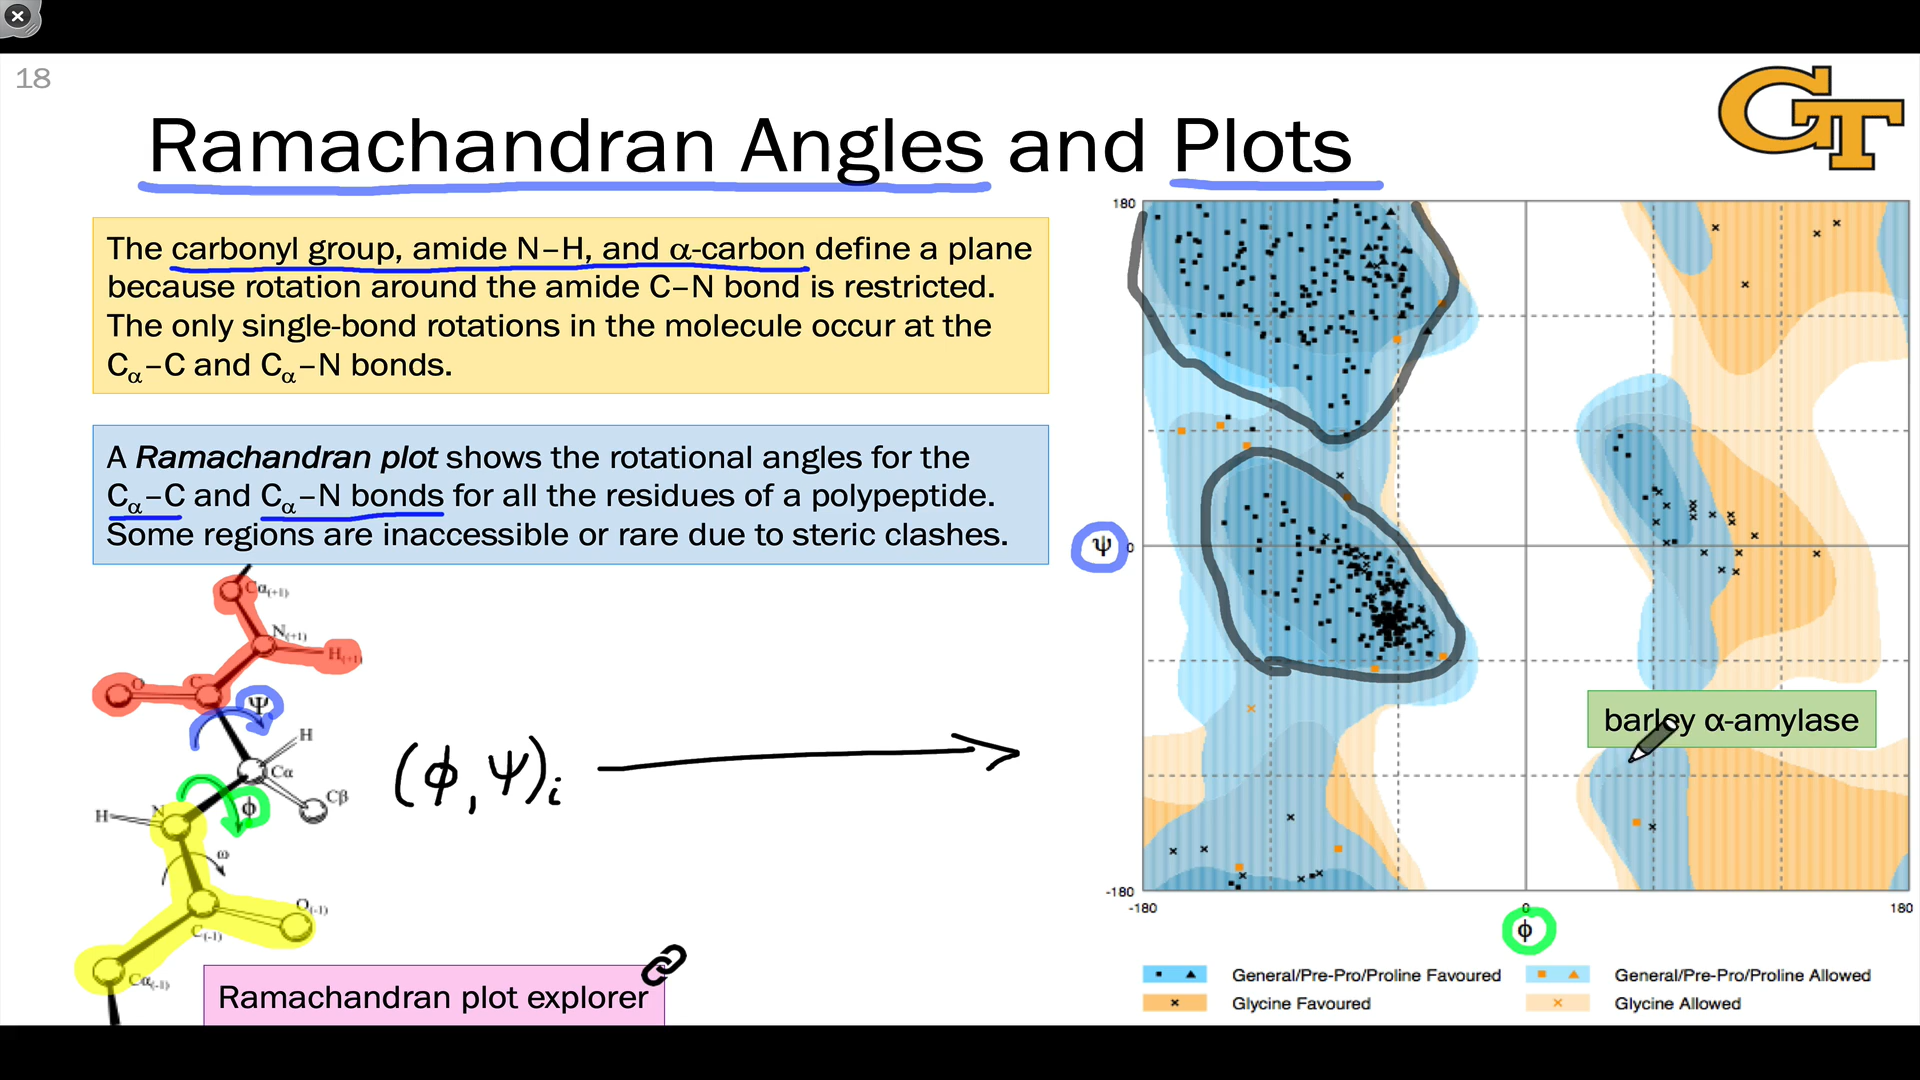 18
Ramachandran Angles and Plots
GT
The carbonyl group, amide N–H, and α-carbon define a plane
because rotation around the amide C–N bond is restricted.
The only single-bond rotations in the molecule occur at the
Cα–C and Cα–N bonds.
A Ramachandran plot shows the rotational angles for the
Cα–C and Cα–N bonds for all the residues of a polypeptide.
Some regions are inaccessible or rare due to steric clashes.
Cα(+1)
N(+1)
H(+1)
O
C
Ψ
H
Cα
Cβ
ϕ
H
N
ω
O(-1)
C(-1)
Cα(-1)
(ϕ, Ψ)i
Ramachandran plot explorer
180
Ψ
0
-180
-180
0
180
ϕ
barley α-amylase
General/Pre-Pro/Proline Favoured
General/Pre-Pro/Proline Allowed
Glycine Favoured
Glycine Allowed